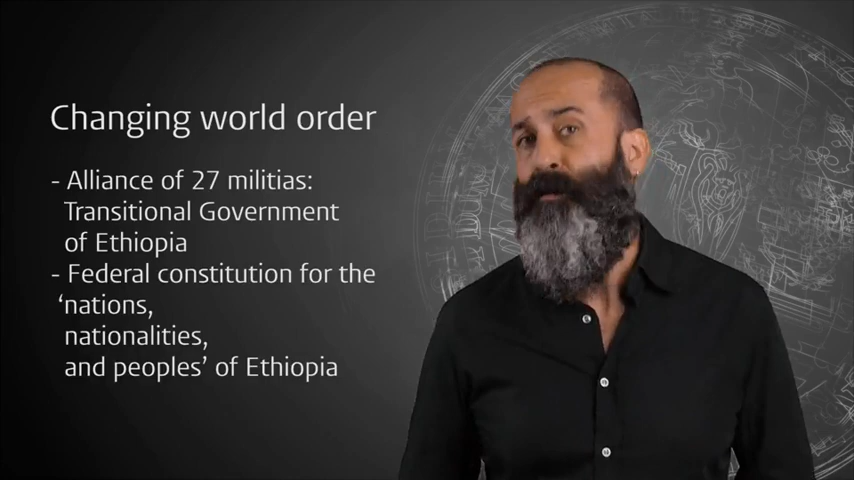 Changing world order
- Alliance of 27 militias:
Transitional Government
of Ethiopia
- Federal constitution for the
‘nations,
nationalities,
and peoples’ of Ethiopia